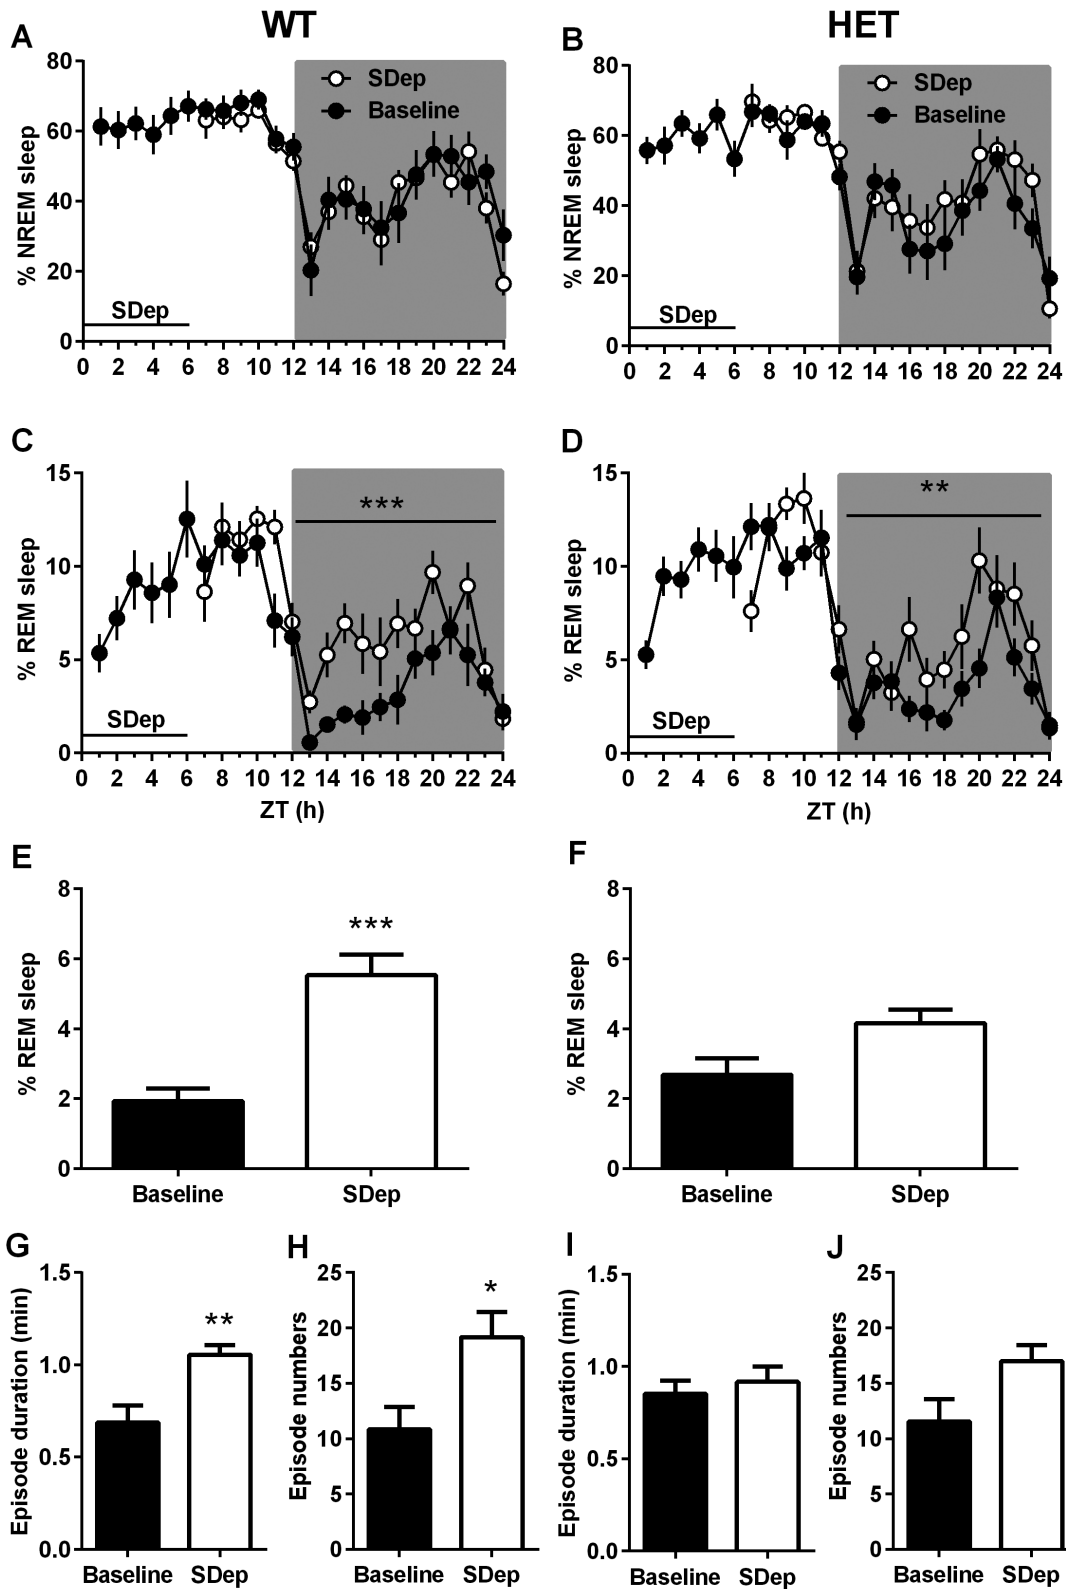 WT
HET
A
B
80
60
40
20
0
% NREM sleep
SDep
Baseline
SDep
0 2 4 6 8 10 12 14 16 18 20 22 24
80
60
40
20
0
% NREM sleep
SDep
Baseline
SDep
0 2 4 6 8 10 12 14 16 18 20 22 24
C
D
15
10
5
0
% REM sleep
***
SDep
0 2 4 6 8 10 12 14 16 18 20 22 24
ZT (h)
15
10
5
0
% REM sleep
**
SDep
0 2 4 6 8 10 12 14 16 18 20 22 24
ZT (h)
E
F
8
6
4
2
0
% REM sleep
***
Baseline SDep
8
6
4
2
0
% REM sleep
Baseline SDep
G
H
I
J
1.5
1.0
0.5
0.0
Episode duration (min)
**
Baseline SDep
25
20
15
10
5
0
Episode numbers
*
Baseline SDep
1.5
1.0
0.5
0.0
Episode duration (min)
Baseline SDep
25
20
15
10
5
0
Episode numbers
Baseline SDep